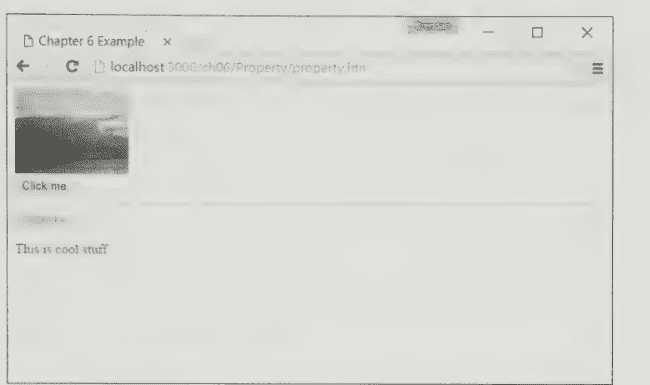 Chapter 6 Example
localhost:3000/ch06/Property/property.htm
Click me
This is cool stuff